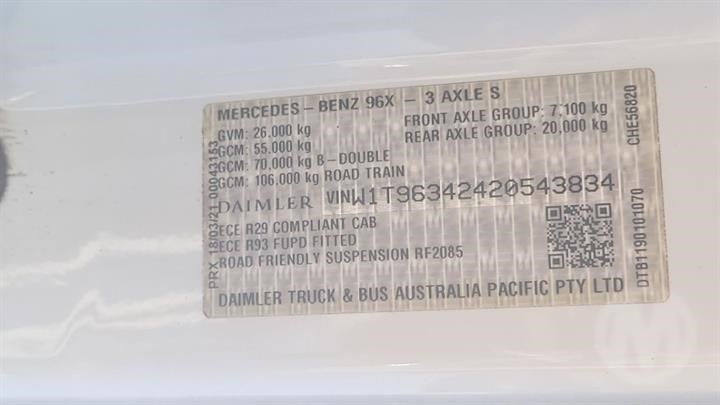 MERCEDES-BENZ 96X - 3 AXLE S
GVM: 26,000 kg
GCM: 55,000 kg
GCM: 70,000 kg B-DOUBLE
GCM: 106,000 kg ROAD TRAIN
FRONT AXLE GROUP: 7,100 kg
REAR AXLE GROUP: 20,000 kg
DAIMLER VINW1T96342420543834
ECE R29 COMPLIANT CAB
ECE R93 FUPD FITTED
ROAD FRIENDLY SUSPENSION RF2085
DAIMLER TRUCK & BUS AUSTRALIA PACIFIC PTY LTD
PRX 18/03/21 00043153
CHE56820
DTB1190101070
M